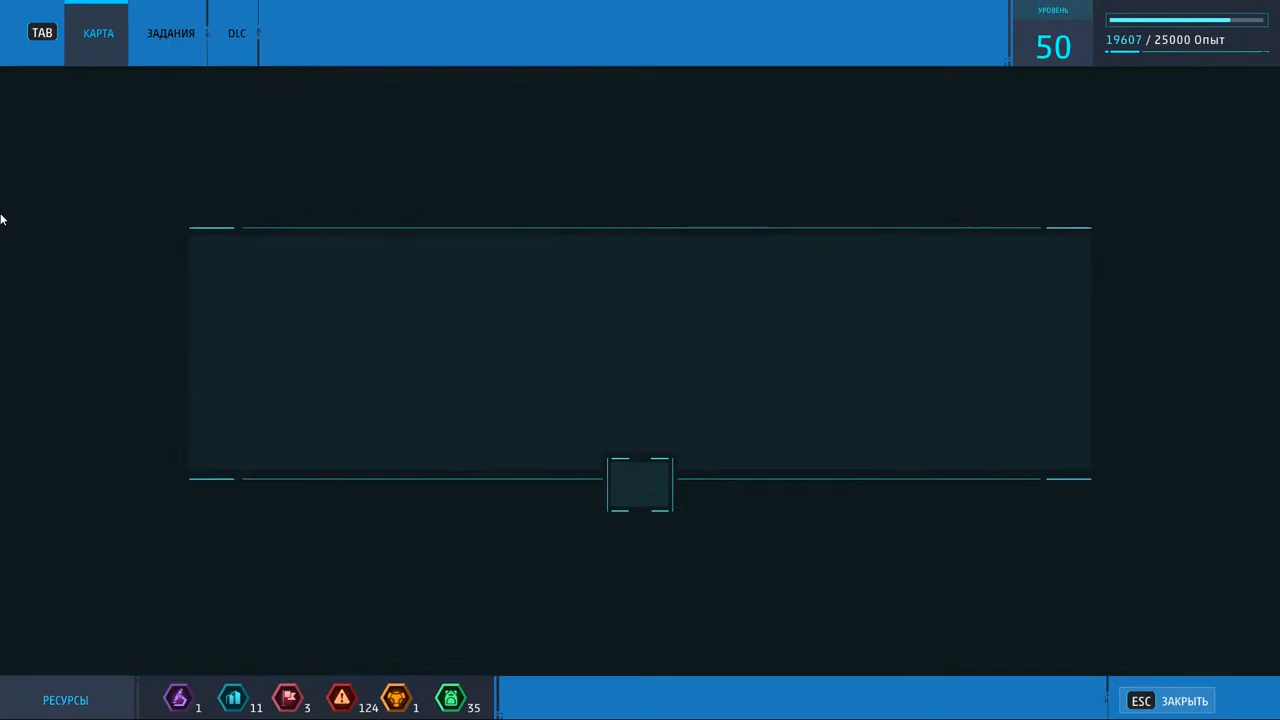 TAB КАРТА ЗАДАНИЯ DLC
УРОВЕНЬ
50
19607 / 25000 Опыт
РЕСУРСЫ 1 11 3 124 1 35
ESC ЗАКРЫТЬ